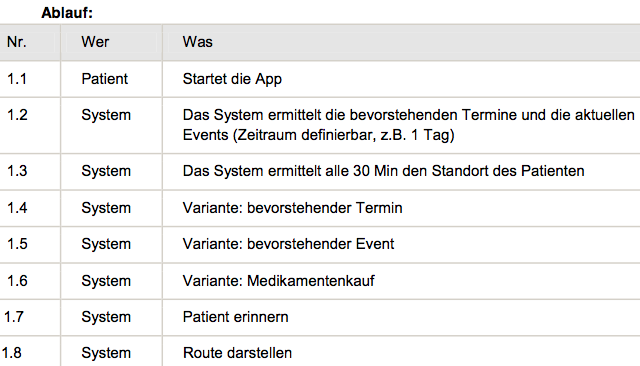 Ablauf:
Nr. Wer Was
1.1 Patient Startet die App
1.2 System Das System ermittelt die bevorstehenden Termine und die aktuellen
Events (Zeitraum definierbar, z.B. 1 Tag)
1.3 System Das System ermittelt alle 30 Min den Standort des Patienten
1.4 System Variante: bevorstehender Termin
1.5 System Variante: bevorstehender Event
1.6 System Variante: Medikamentenkauf
1.7 System Patient erinnern
1.8 System Route darstellen